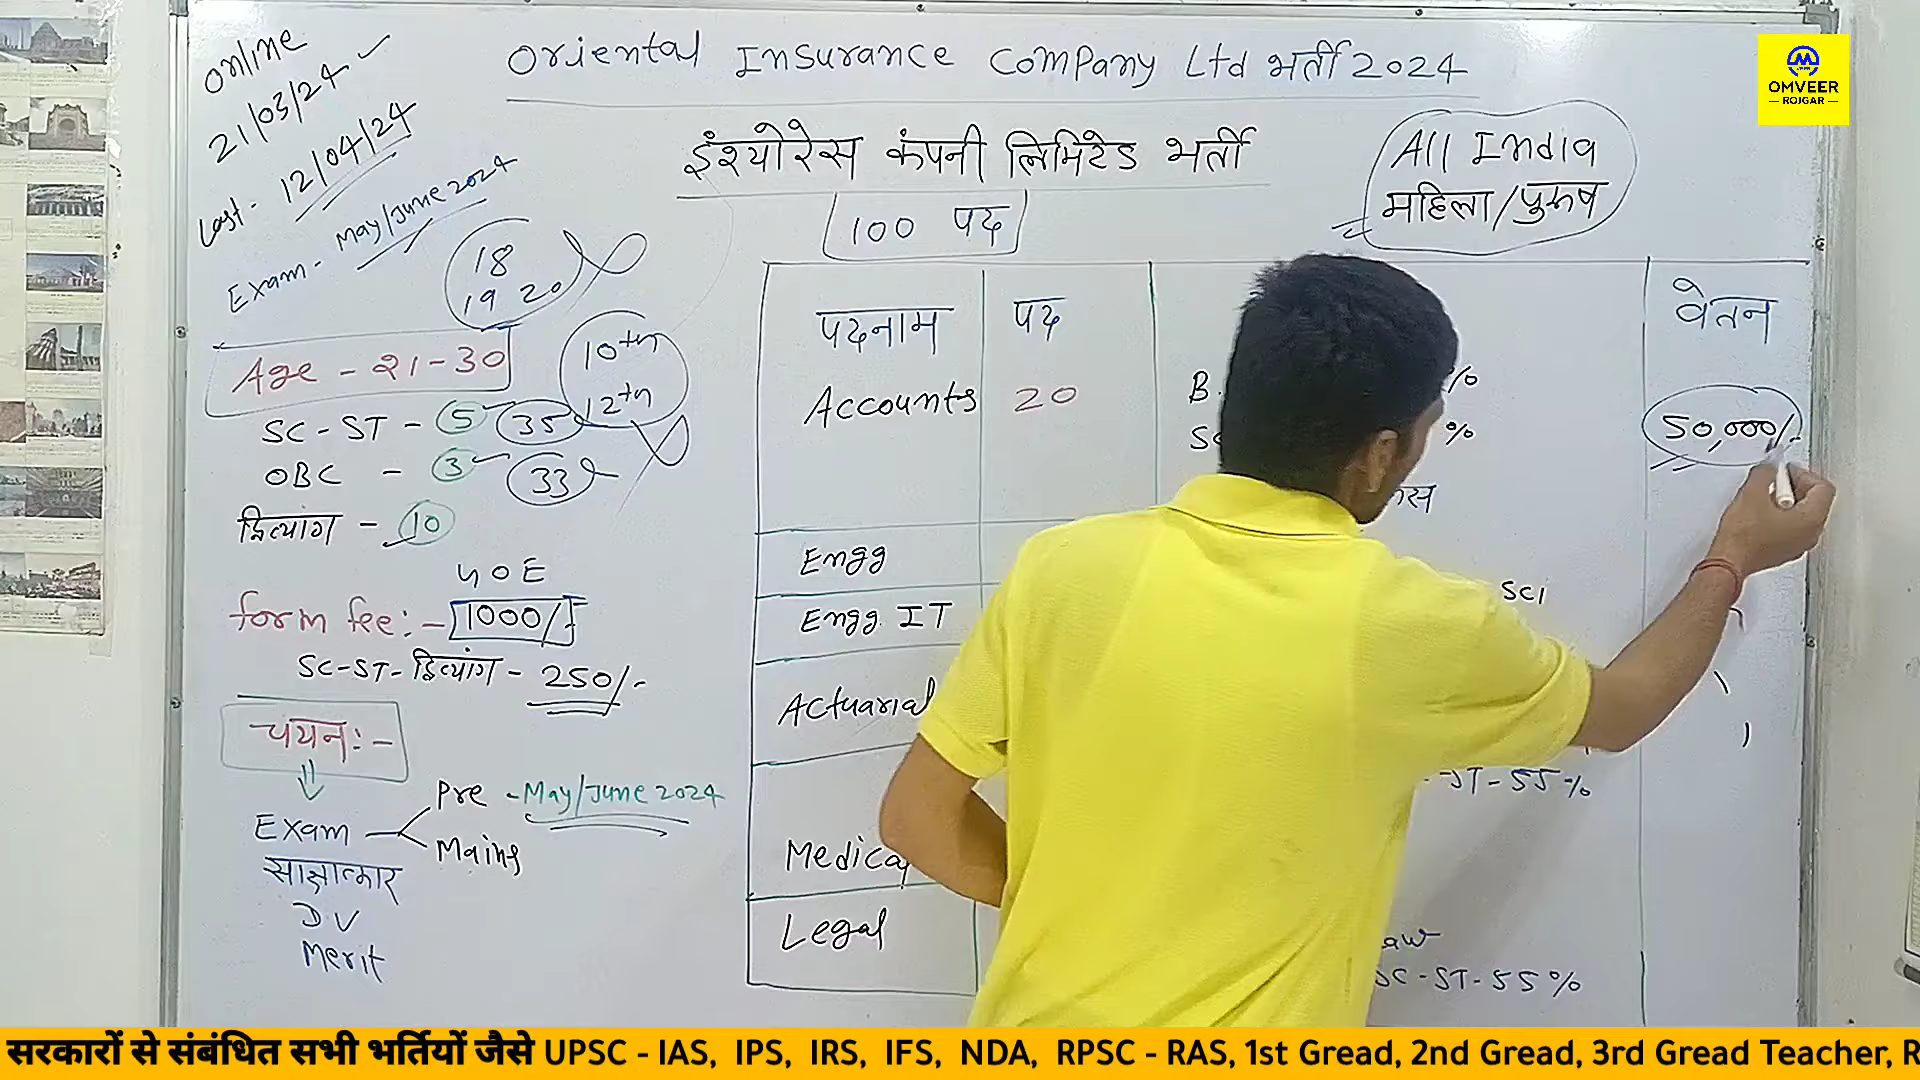 Online
21/03/24
Last - 12/04/24
Exam - May/June 2024
Oriental Insurance Company Ltd भर्ती 2024
इंश्योरेंस कंपनी लिमिटेड भर्ती
100 पद
All India
महिला/पुरुष
OMVEER
ROJGAR
18
19 20
10th
12th
Age - 21-30
SC-ST - 5 35
OBC - 3 33
दिव्यांग - 10
form fee:- 1000/-
SC-ST-दिव्यांग - 250/-
चयन:-
Exam
Pre - May/June 2024
Mains
साक्षात्कार
DV
Merit
पदनाम पद वेतन
Accounts 20 B. % 50,000/-
%
Engg
Engg. IT Sci
Actuarial
ST-55%
Medica
Legal
SC-ST-55%
सरकारों से संबंधित सभी भर्तियों जैसे UPSC - IAS, IPS, IRS, IFS, NDA, RPSC - RAS, 1st Gread, 2nd Gread, 3rd Gread Teacher, R